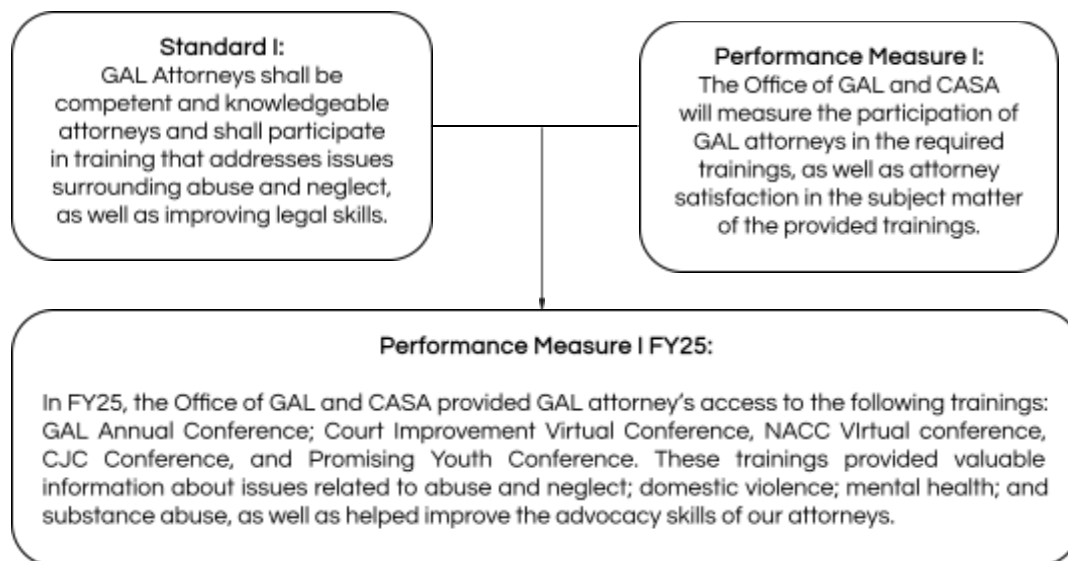 Standard I:
GAL Attorneys shall be
competent and knowledgeable
attorneys and shall participate
in training that addresses issues
surrounding abuse and neglect,
as well as improving legal skills.
Performance Measure I:
The Office of GAL and CASA
will measure the participation of
GAL attorneys in the required
trainings, as well as attorney
satisfaction in the subject matter
of the provided trainings.
Performance Measure I FY25:
In FY25, the Office of GAL and CASA provided GAL attorney's access to the following trainings:
GAL Annual Conference; Court Improvement Virtual Conference, NACC VIrtual conference,
CJC Conference, and Promising Youth Conference. These trainings provided valuable
information about issues related to abuse and neglect; domestic violence; mental health; and
substance abuse, as well as helped improve the advocacy skills of our attorneys.